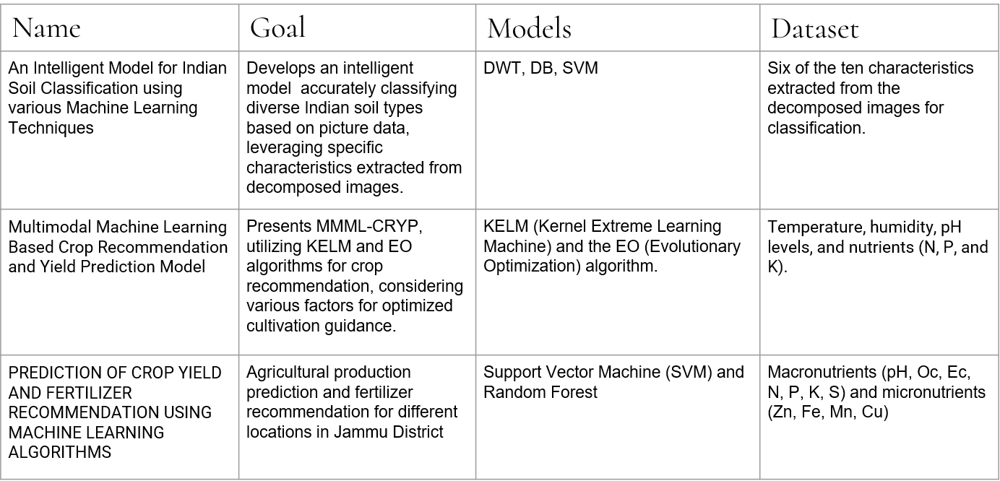 Name
Goal
Models
Dataset
An Intelligent Model for Indian
Soil Classification using
various Machine Learning
Techniques
Develops an intelligent
model  accurately classifying
diverse Indian soil types
based on picture data,
leveraging specific
characteristics extracted from
decomposed images.
DWT, DB, SVM
Six of the ten characteristics
extracted from the
decomposed images for
classification.
Multimodal Machine Learning
Based Crop Recommendation
and Yield Prediction Model
Presents MMML-CRYP,
utilizing KELM and EO
algorithms for crop
recommendation, considering
various factors for optimized
cultivation guidance.
KELM (Kernel Extreme Learning
Machine) and the EO (Evolutionary
Optimization) algorithm.
Temperature, humidity, pH
levels, and nutrients (N, P, and
K).
PREDICTION OF CROP YIELD
AND FERTILIZER
RECOMMENDATION USING
MACHINE LEARNING
ALGORITHMS
Agricultural production
prediction and fertilizer
recommendation for different
locations in Jammu District
Support Vector Machine (SVM) and
Random Forest
Macronutrients (pH, Oc, Ec,
N, P, K, S) and micronutrients
(Zn, Fe, Mn, Cu)